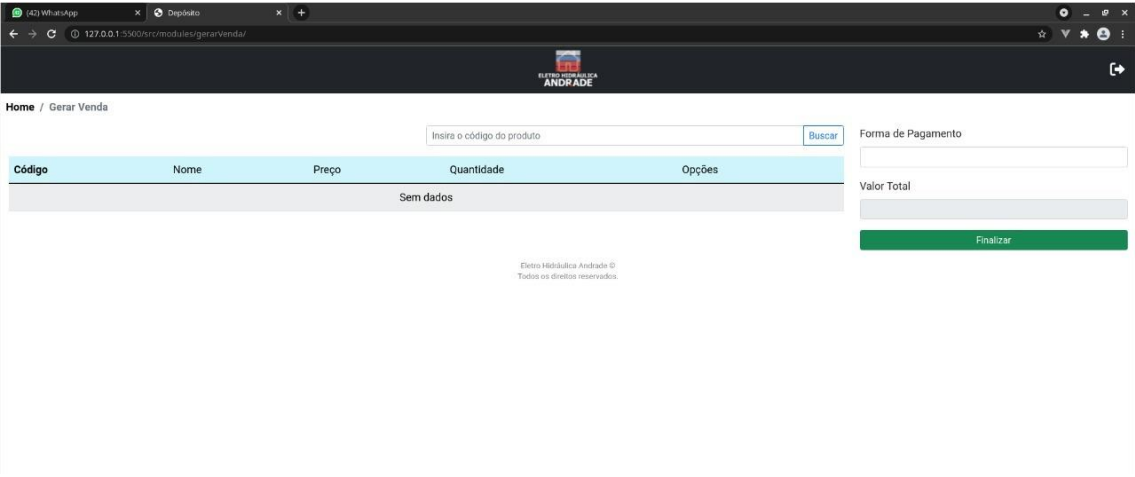 (42) WhatsApp
Depósito
127.0.0.1:5500/src/modules/gerarVenda/
ELETRO HIDRÁULICA
ANDRADE
Home / Gerar Venda
Insira o código do produto
Buscar
Código Nome Preço Quantidade Opções
Sem dados
Forma de Pagamento
Valor Total
Finalizar
Eletro Hidráulica Andrade ©
Todos os direitos reservados.